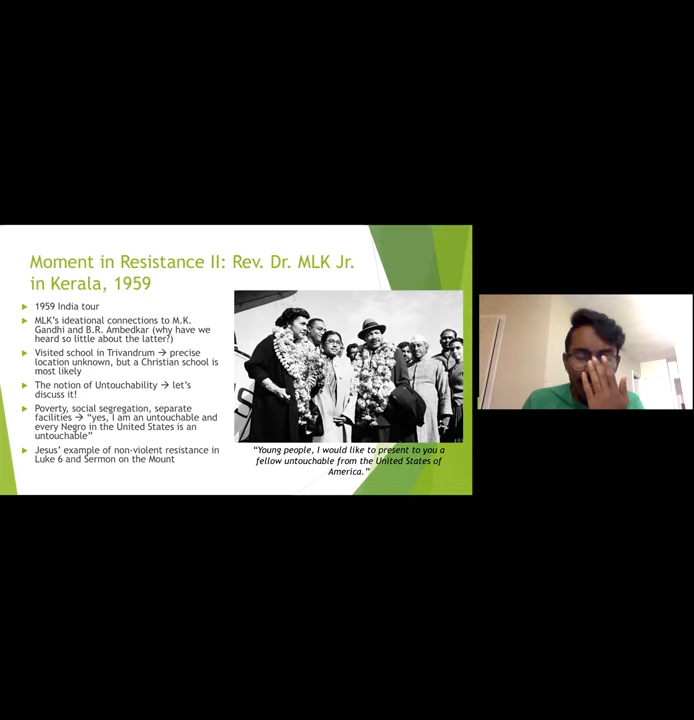 Moment in Resistance II: Rev. Dr. MLK Jr.
in Kerala, 1959
1959 India tour
MLK's ideational connections to M.K.
Gandhi and B.R. Ambedkar (why have we
heard so little about the latter?)
Visited school in Trivandrum → precise
location unknown, but a Christian school is
most likely
The notion of Untouchability → let's
discuss it!
Poverty, social segregation, separate
facilities → "yes, I am an untouchable and
every Negro in the United States is an
untouchable"
Jesus' example of non-violent resistance in
Luke 6 and Sermon on the Mount
"Young people, I would like to present to you a
fellow untouchable from the United States of
America."